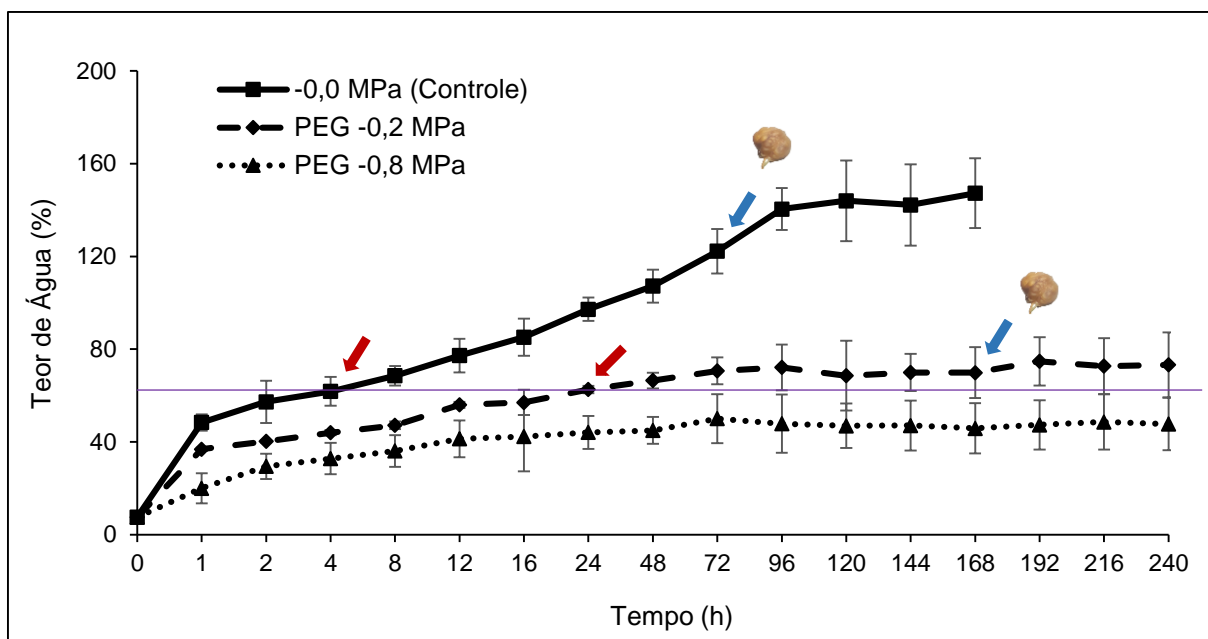 200
160
120
80
40
0
Teor de Água (%)
-0,0 MPa (Controle)
PEG -0,2 MPa
PEG -0,8 MPa
0 1 2 4 8 12 16 24 48 72 96 120 144 168 192 216 240
Tempo (h)